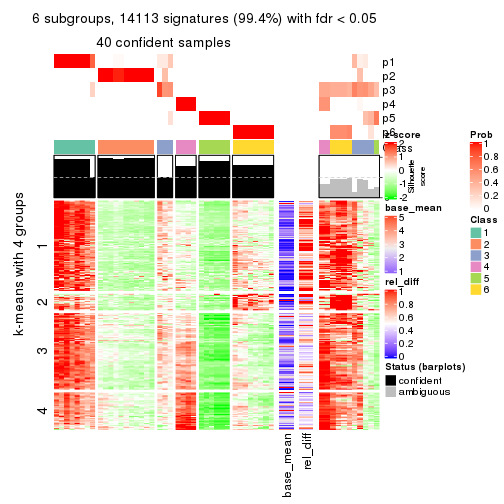 6 subgroups, 14113 signatures (99.4%) with fdr < 0.05
40 confident samples
p1
p2
p3
p4
p5
p6
Class
Silhouette
score
k-means with 4 groups
1
2
3
4
base_mean
rel_diff
z-score
2
1
0
-1
-2
base_mean
5
4
3
2
1
rel_diff
1
0.8
0.6
0.4
0.2
0
Status (barplots)
confident
ambiguous
Prob
1
0.8
0.6
0.4
0.2
0
Class
1
2
3
4
5
6